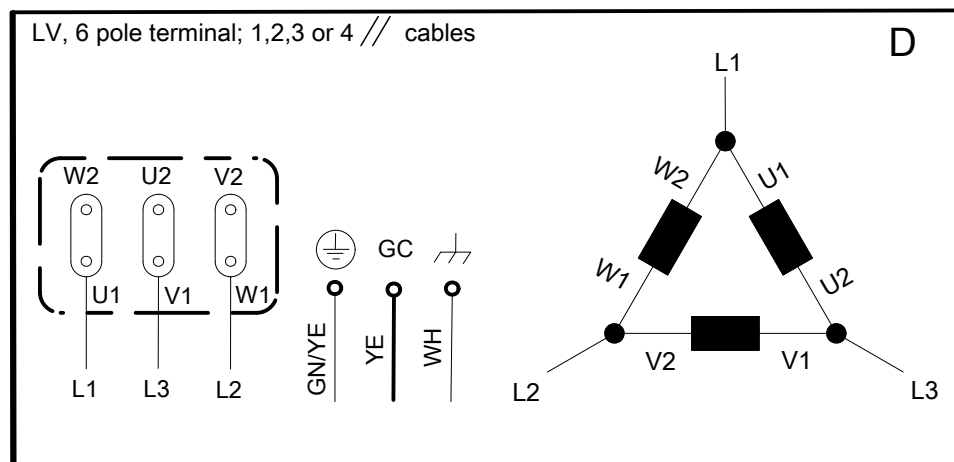 LV, 6 pole terminal; 1,2,3 or 4 // cables
D
L1
W2 U2 V2
U1 V1 W1
L1 L3 L2
GC
GN/YE
YE
WH
W2
U1
W1
U2
V2 V1
L2
L3